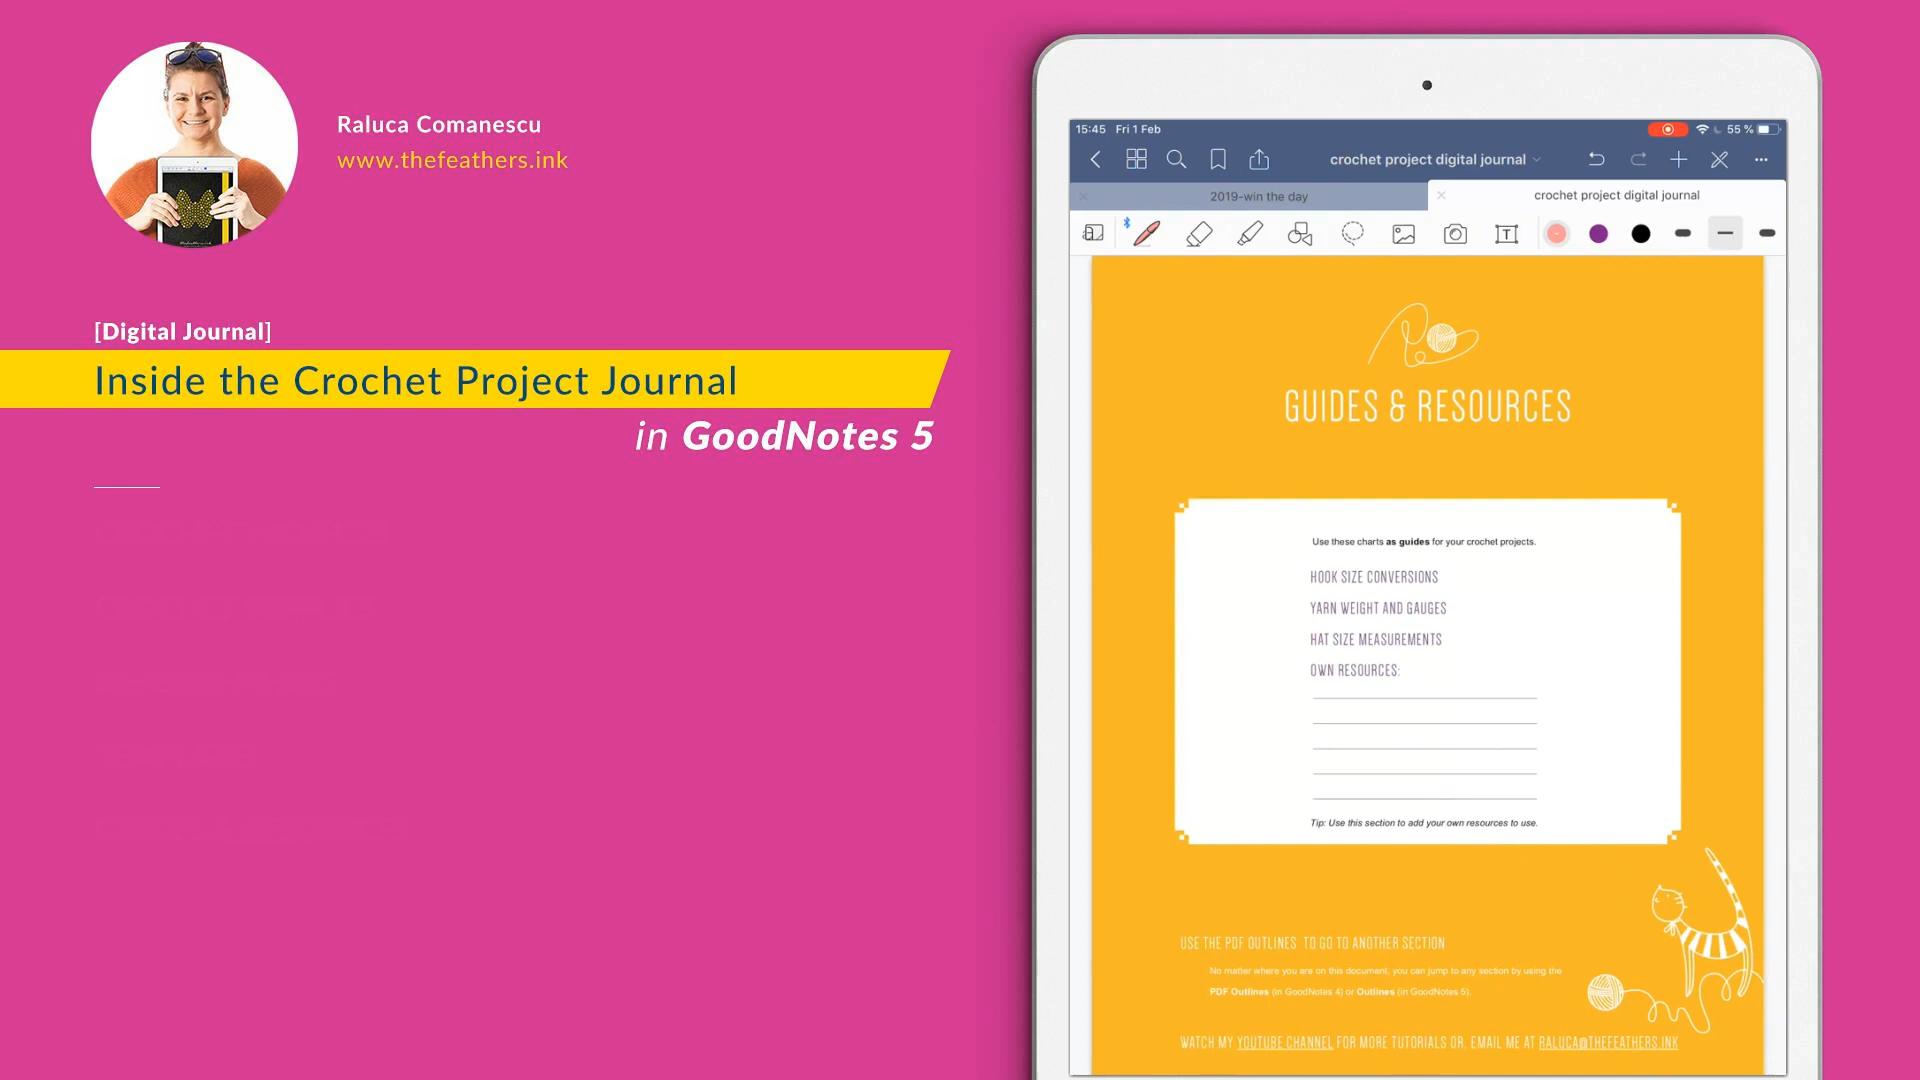 Raluca Comanescu
www.thefeathers.ink
[Digital Journal]
Inside the Crochet Project Journal
in GoodNotes 5
15:45 Fri 1 Feb
55 %
crochet project digital journal
2019-win the day
crochet project digital journal
T
GUIDES & RESOURCES
Use these charts as guides for your crochet projects.
HOOK SIZE CONVERSIONS
YARN WEIGHT AND GAUGES
HAT SIZE MEASUREMENTS
OWN RESOURCES:
Tip: Use this section to add your own resources to use.
USE THE PDF OUTLINES TO GO TO ANOTHER SECTION
No matter where you are on this document, you can jump to any section by using the
PDF Outlines (in GoodNotes 4) or Outlines (in GoodNotes 5).
WATCH MY YOUTUBE CHANNEL FOR MORE TUTORIALS OR, EMAIL ME AT RALUCA@THEFEATHERS.INK